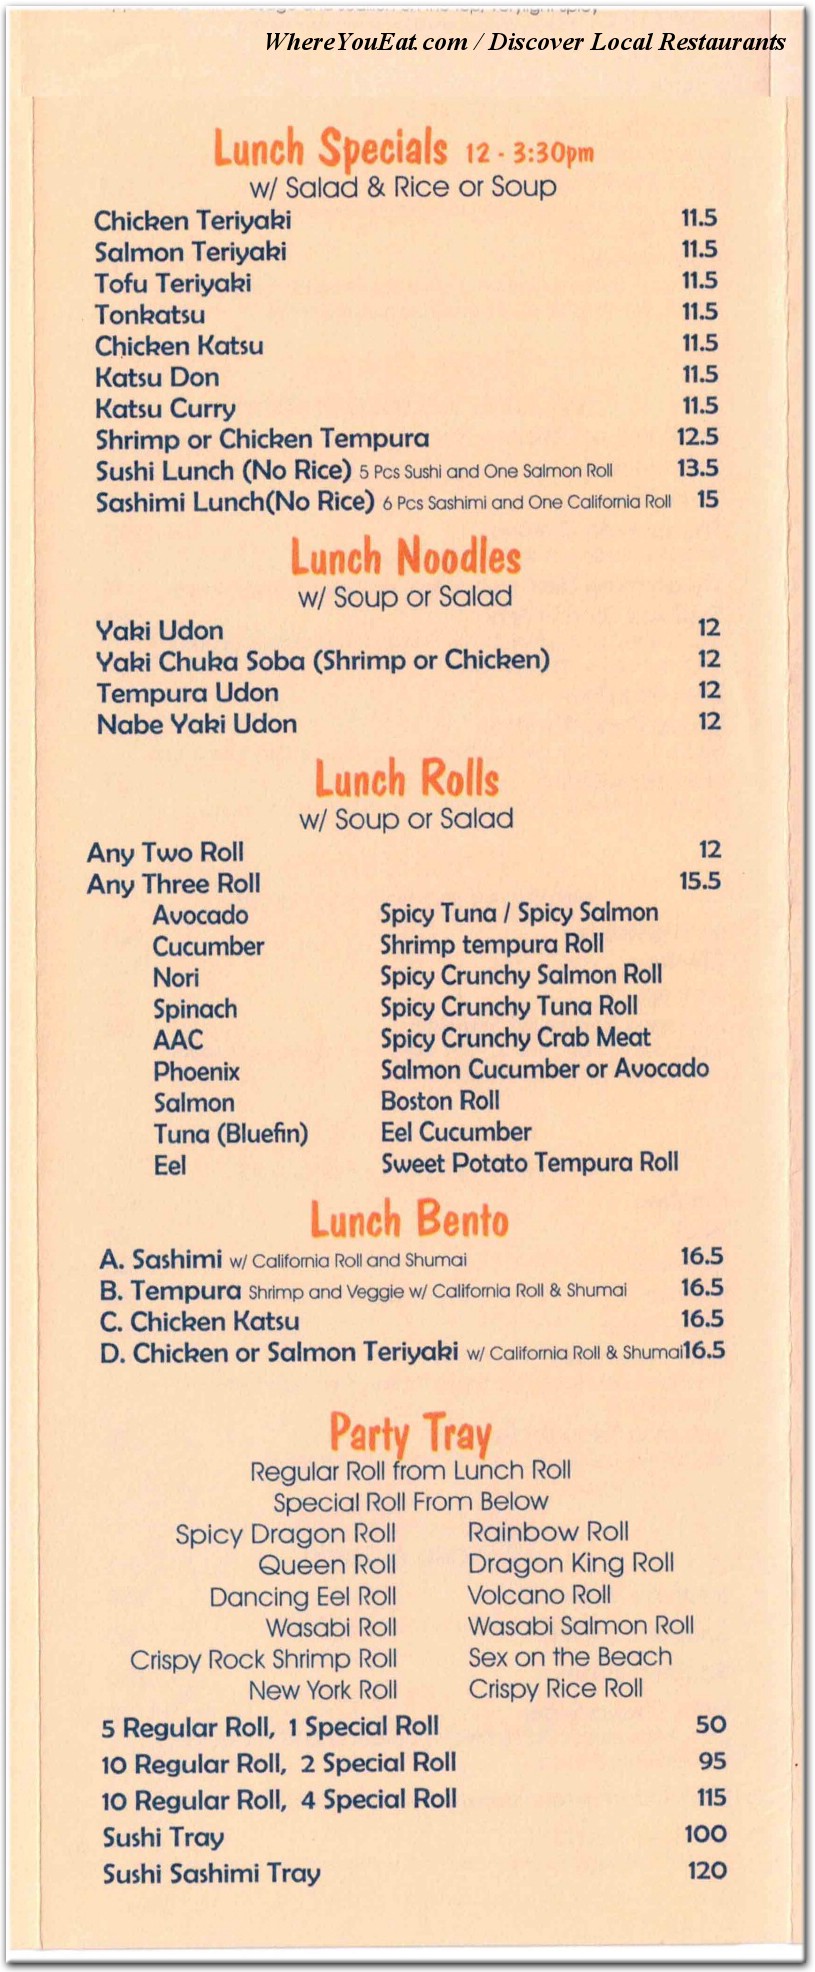 WhereYouEat.com / Discover Local Restaurants
Lunch Specials 12 - 3:30pm
w/ Salad & Rice or Soup
Chicken Teriyaki 11.5
Salmon Teriyaki 11.5
Tofu Teriyaki 11.5
Tonkatsu 11.5
Chicken Katsu 11.5
Katsu Don 11.5
Katsu Curry 11.5
Shrimp or Chicken Tempura 12.5
Sushi Lunch (No Rice) 5 Pcs Sushi and One Salmon Roll 13.5
Sashimi Lunch(No Rice) 6 Pcs Sashimi and One California Roll 15
Lunch Noodles
w/ Soup or Salad
Yaki Udon 12
Yaki Chuka Soba (Shrimp or Chicken) 12
Tempura Udon 12
Nabe Yaki Udon 12
Lunch Rolls
w/ Soup or Salad
Any Two Roll 12
Any Three Roll 15.5
Avocado Spicy Tuna / Spicy Salmon
Cucumber Shrimp tempura Roll
Nori Spicy Crunchy Salmon Roll
Spinach Spicy Crunchy Tuna Roll
AAC Spicy Crunchy Crab Meat
Phoenix Salmon Cucumber or Avocado
Salmon Boston Roll
Tuna (Bluefin) Eel Cucumber
Eel Sweet Potato Tempura Roll
Lunch Bento
A. Sashimi w/ California Roll and Shumai 16.5
B. Tempura Shrimp and Veggie w/ California Roll & Shumai 16.5
C. Chicken Katsu 16.5
D. Chicken or Salmon Teriyaki w/ California Roll & Shumai 16.5
Party Tray
Regular Roll from Lunch Roll
Special Roll From Below
Spicy Dragon Roll Rainbow Roll
Queen Roll Dragon King Roll
Dancing Eel Roll Volcano Roll
Wasabi Roll Wasabi Salmon Roll
Crispy Rock Shrimp Roll Sex on the Beach
New York Roll Crispy Rice Roll
5 Regular Roll, 1 Special Roll 50
10 Regular Roll, 2 Special Roll 95
10 Regular Roll, 4 Special Roll 115
Sushi Tray 100
Sushi Sashimi Tray 120